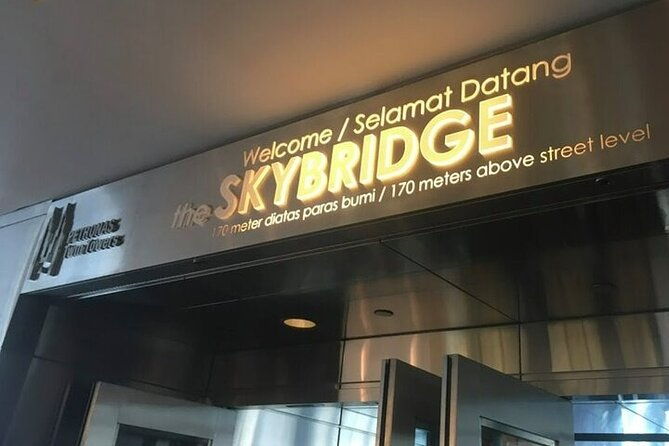 Welcome / Selamat Datang
the SKYBRIDGE
170 meter diatas paras bumi / 170 meters above street level
PETRONAS
Twin Towers